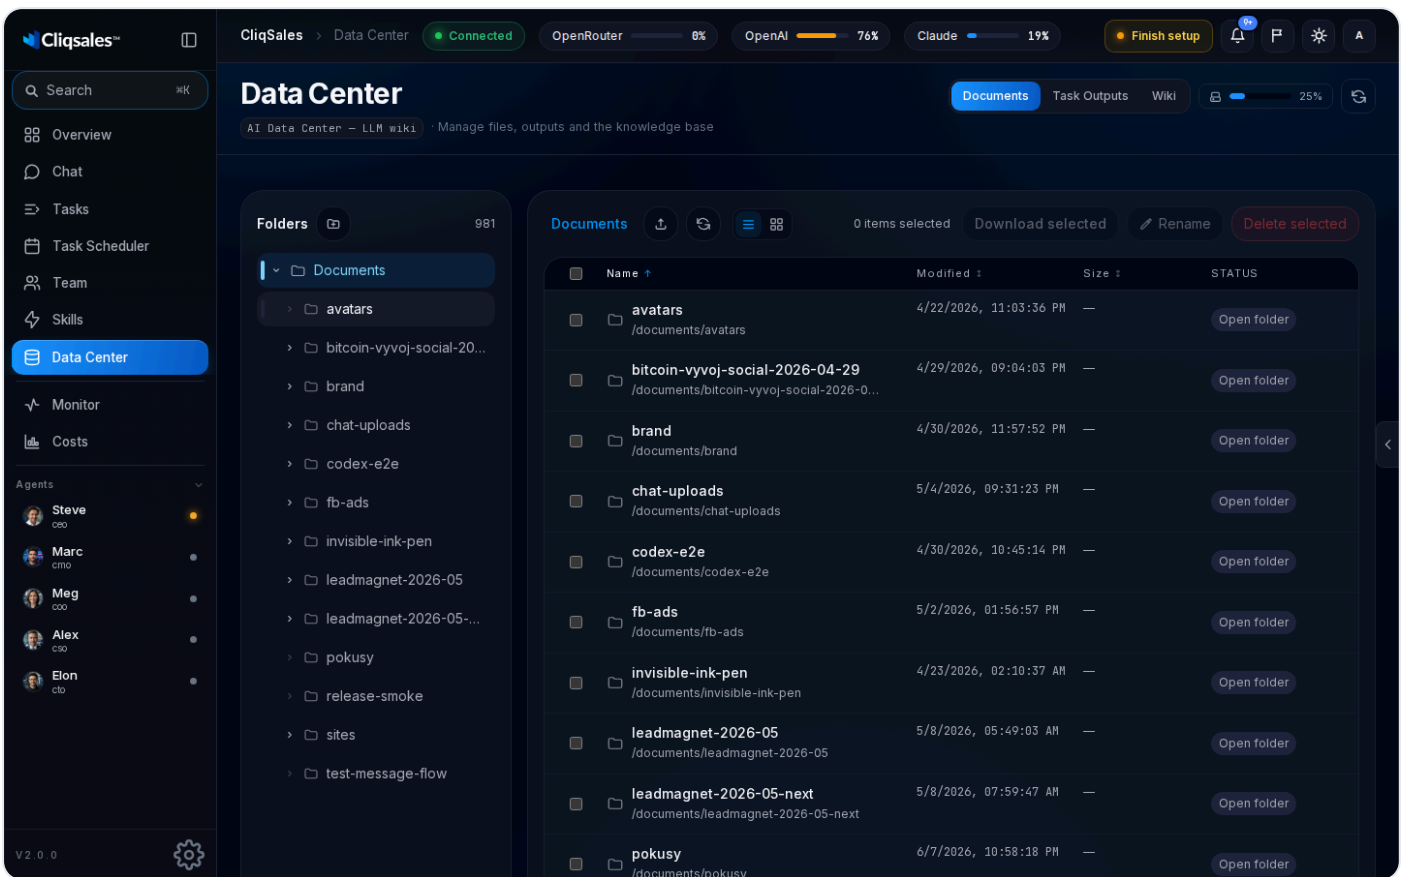 Cliqsales™
CliqSales > Data Center
Connected
OpenRouter 0%
OpenAI 76%
Claude 19%
Finish setup
9+
A
Search ⌘K
Overview
Chat
Tasks
Task Scheduler
Team
Skills
Data Center
Monitor
Costs
Agents
Steve
ceo
Marc
cmo
Meg
coo
Alex
cso
Elon
cto
V2.0.0
Data Center
AI Data Center — LLM wiki · Manage files, outputs and the knowledge base
Documents Task Outputs Wiki
25%
Folders 981
Documents
avatars
bitcoin-vyvoj-social-20...
brand
chat-uploads
codex-e2e
fb-ads
invisible-ink-pen
leadmagnet-2026-05
leadmagnet-2026-05-...
pokusy
release-smoke
sites
test-message-flow
Documents
0 items selected Download selected Rename Delete selected
Name ↑ Modified ↕ Size ↕ STATUS
avatars 4/22/2026, 11:03:36 PM — Open folder
/documents/avatars
bitcoin-vyvoj-social-2026-04-29 4/29/2026, 09:04:03 PM — Open folder
/documents/bitcoin-vyvoj-social-2026-0...
brand 4/30/2026, 11:57:52 PM — Open folder
/documents/brand
chat-uploads 5/4/2026, 09:31:23 PM — Open folder
/documents/chat-uploads
codex-e2e 4/30/2026, 10:45:14 PM — Open folder
/documents/codex-e2e
fb-ads 5/2/2026, 01:56:57 PM — Open folder
/documents/fb-ads
invisible-ink-pen 4/23/2026, 02:10:37 AM — Open folder
/documents/invisible-ink-pen
leadmagnet-2026-05 5/8/2026, 05:49:03 AM — Open folder
/documents/leadmagnet-2026-05
leadmagnet-2026-05-next 5/8/2026, 07:59:47 AM — Open folder
/documents/leadmagnet-2026-05-next
pokusy 6/7/2026, 10:58:18 PM — Open folder
/documents/pokusy